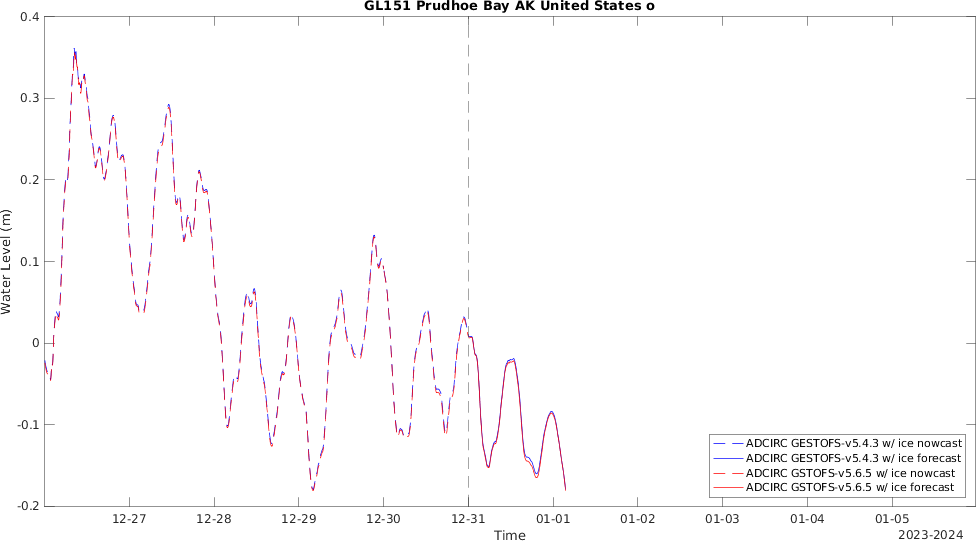 GL151 Prudhoe Bay AK United States o
0.4
0.3
0.2
0.1
0
-0.1
-0.2
Water Level (m)
ADCIRC GESTOFS-v5.4.3 w/ ice nowcast
ADCIRC GESTOFS-v5.4.3 w/ ice forecast
ADCIRC GSTOFS-v5.6.5 w/ ice nowcast
ADCIRC GSTOFS-v5.6.5 w/ ice forecast
12-27 12-28 12-29 12-30 12-31 01-01 01-02 01-03 01-04 01-05
Time
2023-2024